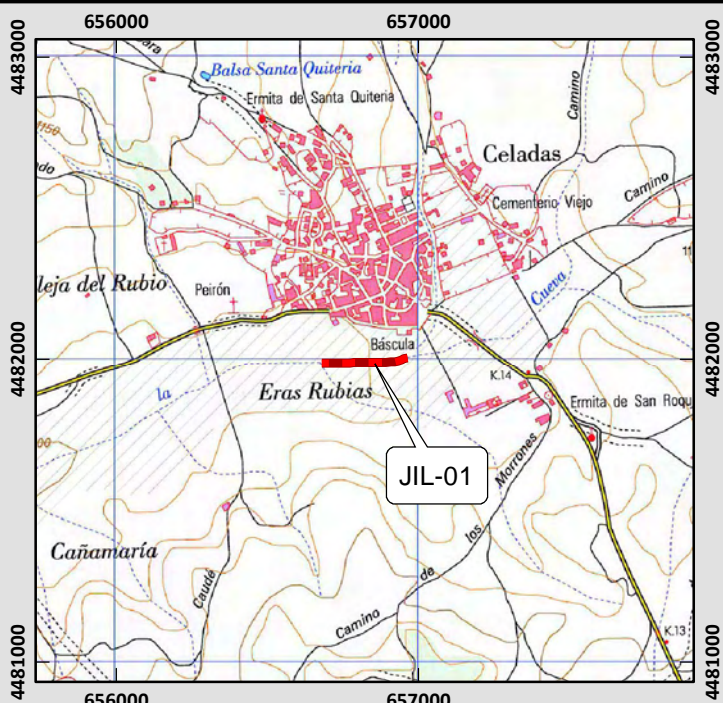 656000 657000
4483000 4483000
Balsa Santa Quiteria
Ermita de Santa Quiteria
Camino
Celadas
Cementerio Viejo
Camino
leja del Rubio
Peirón
Cueva
4482000 4482000
Báscula
la
Eras Rubias
K.14
Ermita de San Roqu
JIL-01
Morrones
los
de
Camino
Cañamaría
Caudé
K.13
4481000 4481000
656000 657000